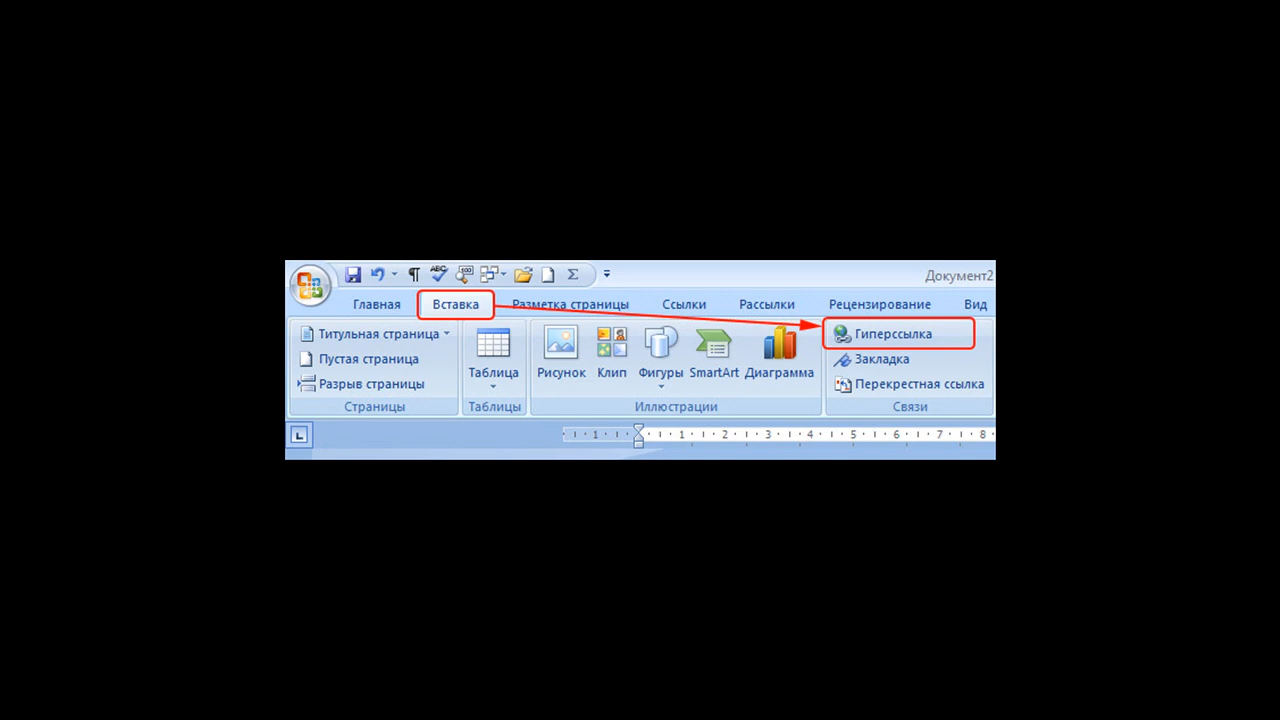 Документ2
Главная Вставка Разметка страницы Ссылки Рассылки Рецензирование Вид
Титульная страница
Пустая страница
Разрыв страницы
Страницы
Таблица
Таблицы
Рисунок Клип Фигуры SmartArt Диаграмма
Иллюстрации
Гиперссылка
Закладка
Перекрестная ссылка
Связи
1 1 2 3 4 5 6 7 8